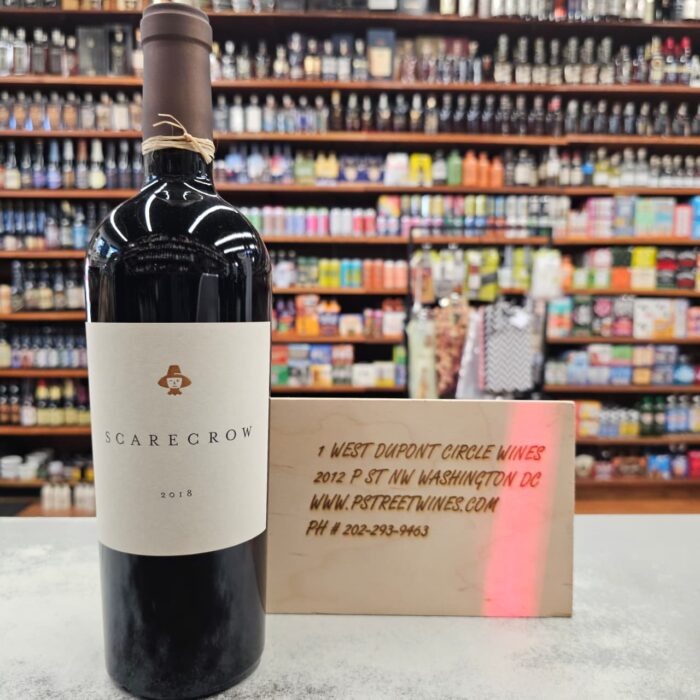 SCARECROW
2018
1 WEST DUPONT CIRCLE WINES
2012 P ST NW WASHINGTON DC
WWW.PSTREETWINES.COM
PH # 202-293-9463